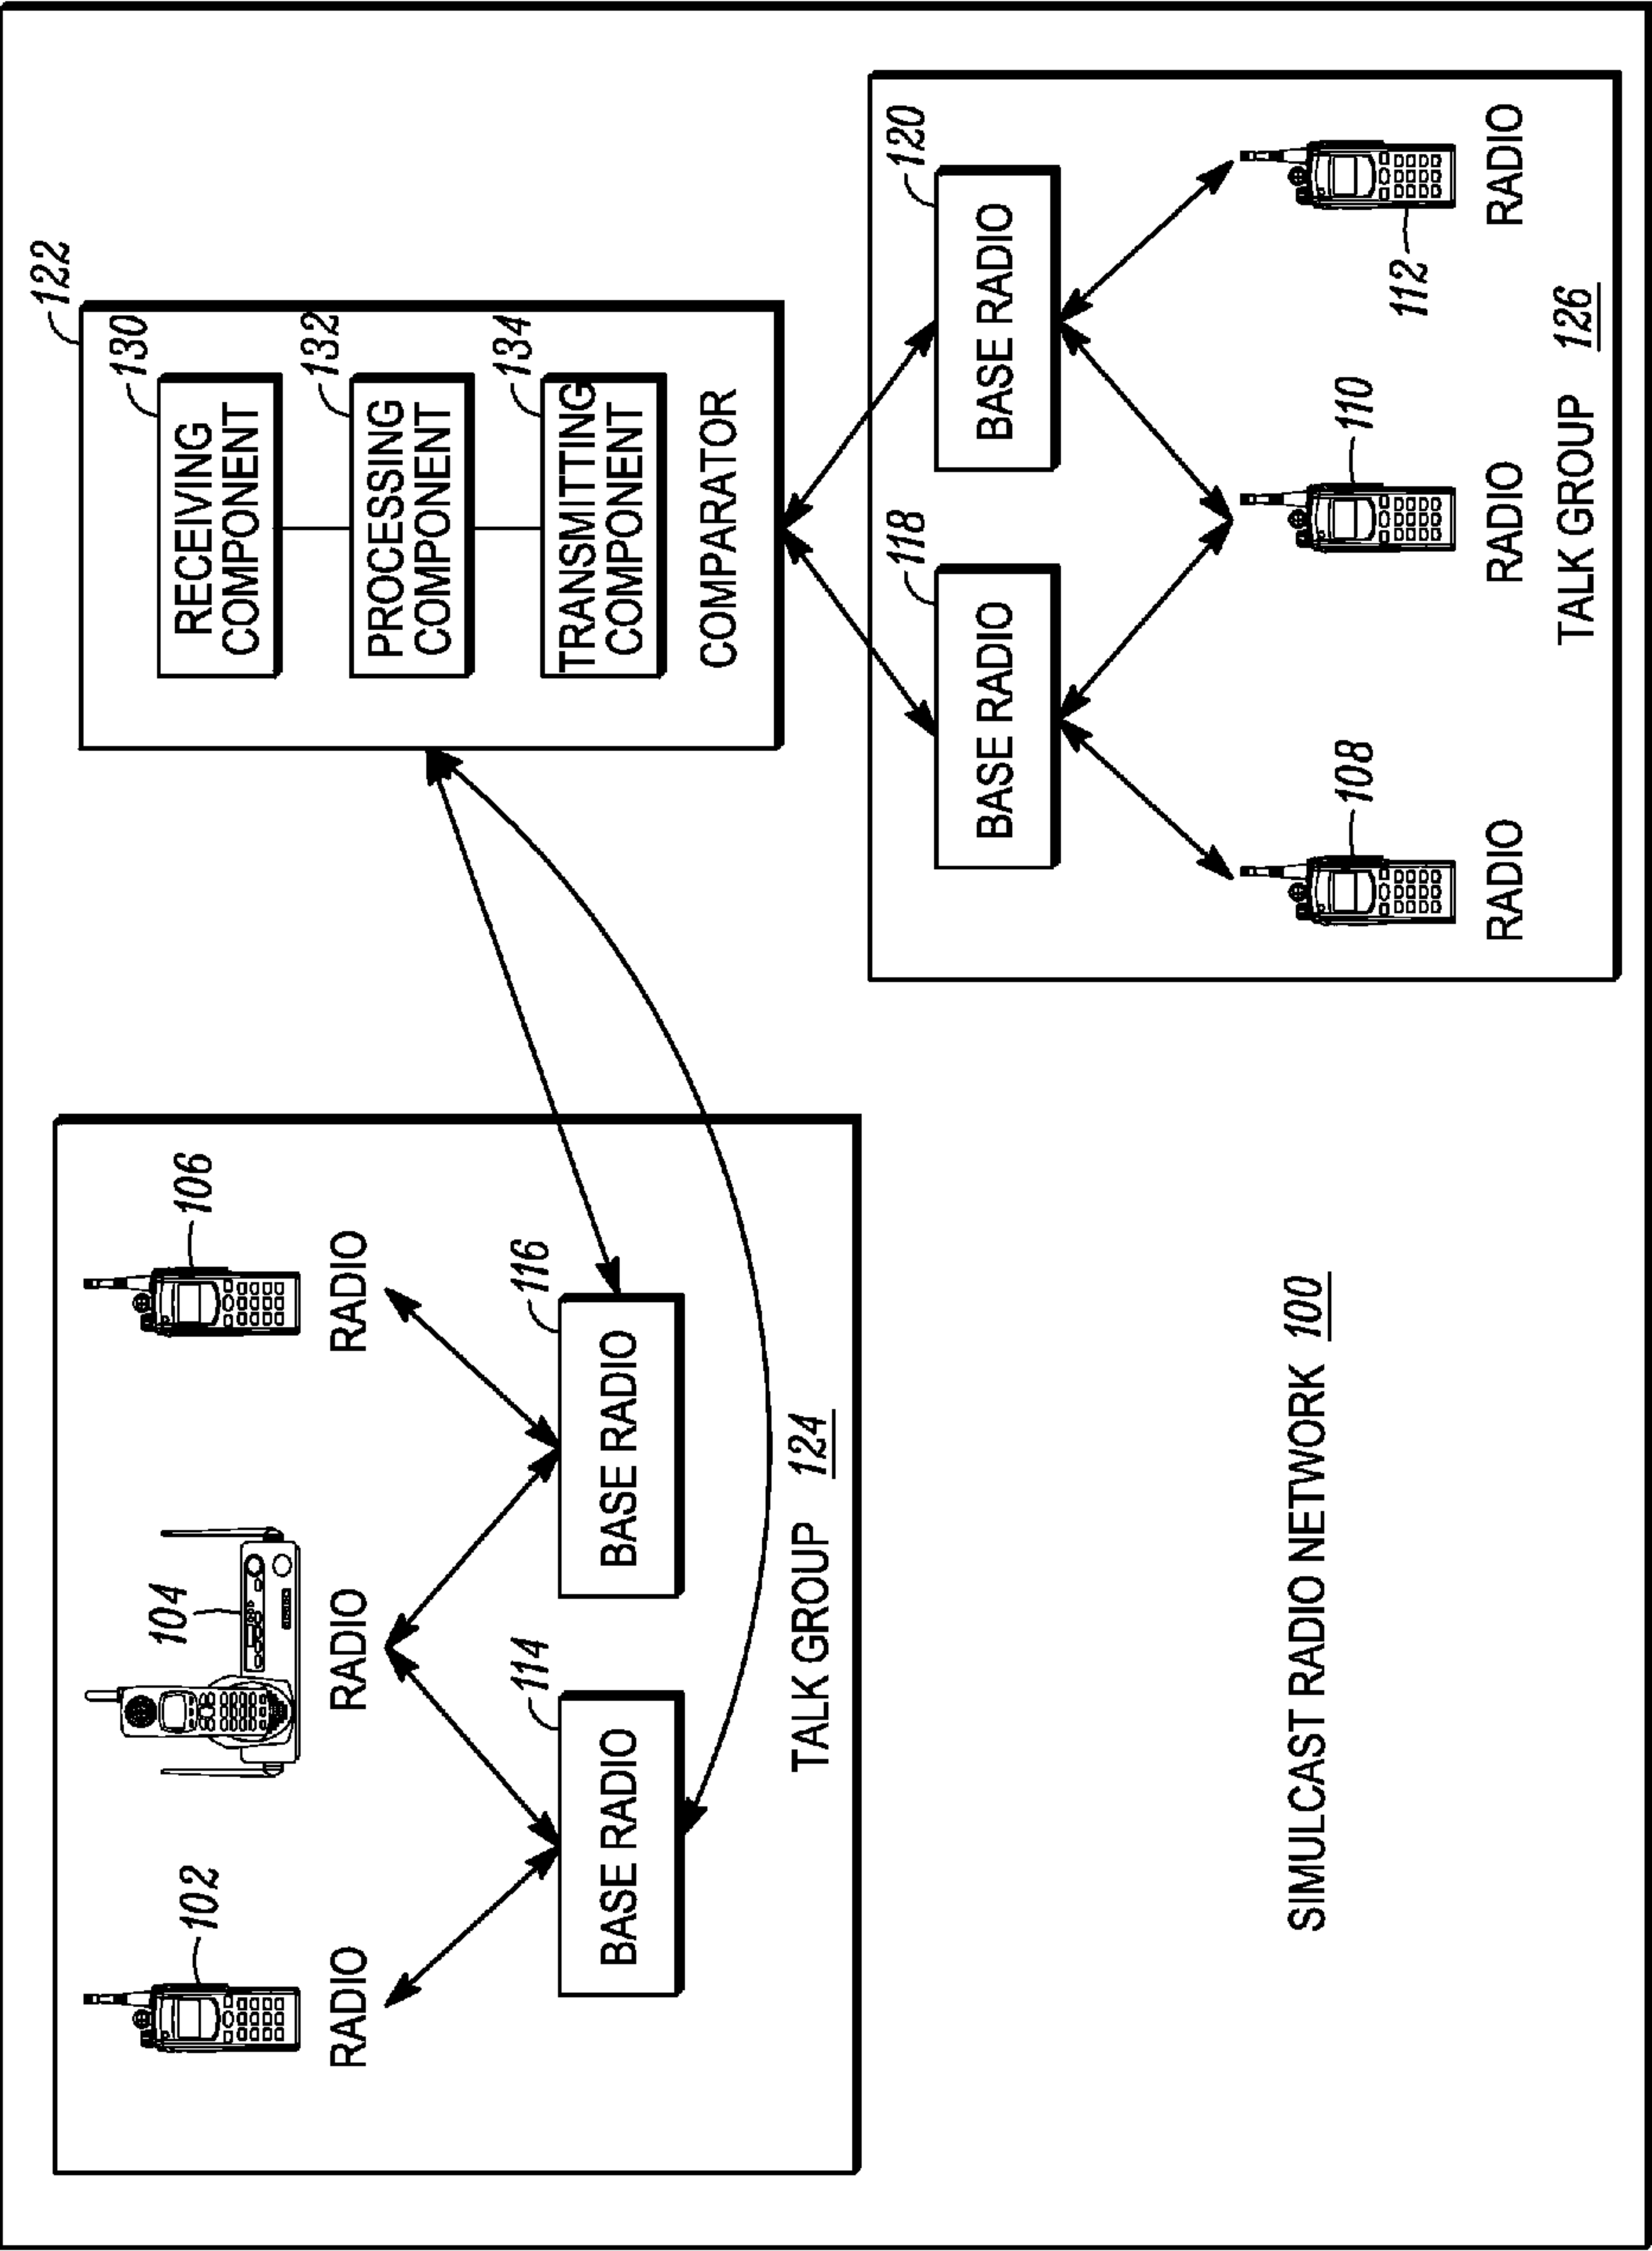 102
104
106
RADIO
RADIO
RADIO
114
116
BASE RADIO
BASE RADIO
TALK GROUP 124
122
130
RECEIVING
COMPONENT
132
PROCESSING
COMPONENT
134
TRANSMITTING
COMPONENT
COMPARATOR
118
120
BASE RADIO
BASE RADIO
108
110
112
RADIO
RADIO
RADIO
TALK GROUP 126
SIMULCAST RADIO NETWORK 100